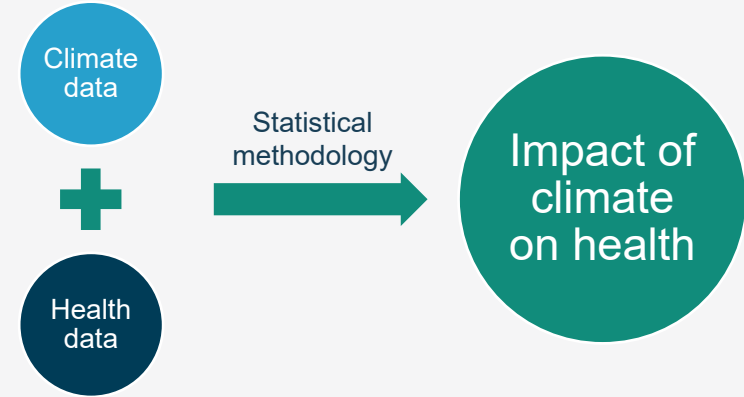 Climate
data
Statistical
methodology
Impact of
climate
on health
Health
data